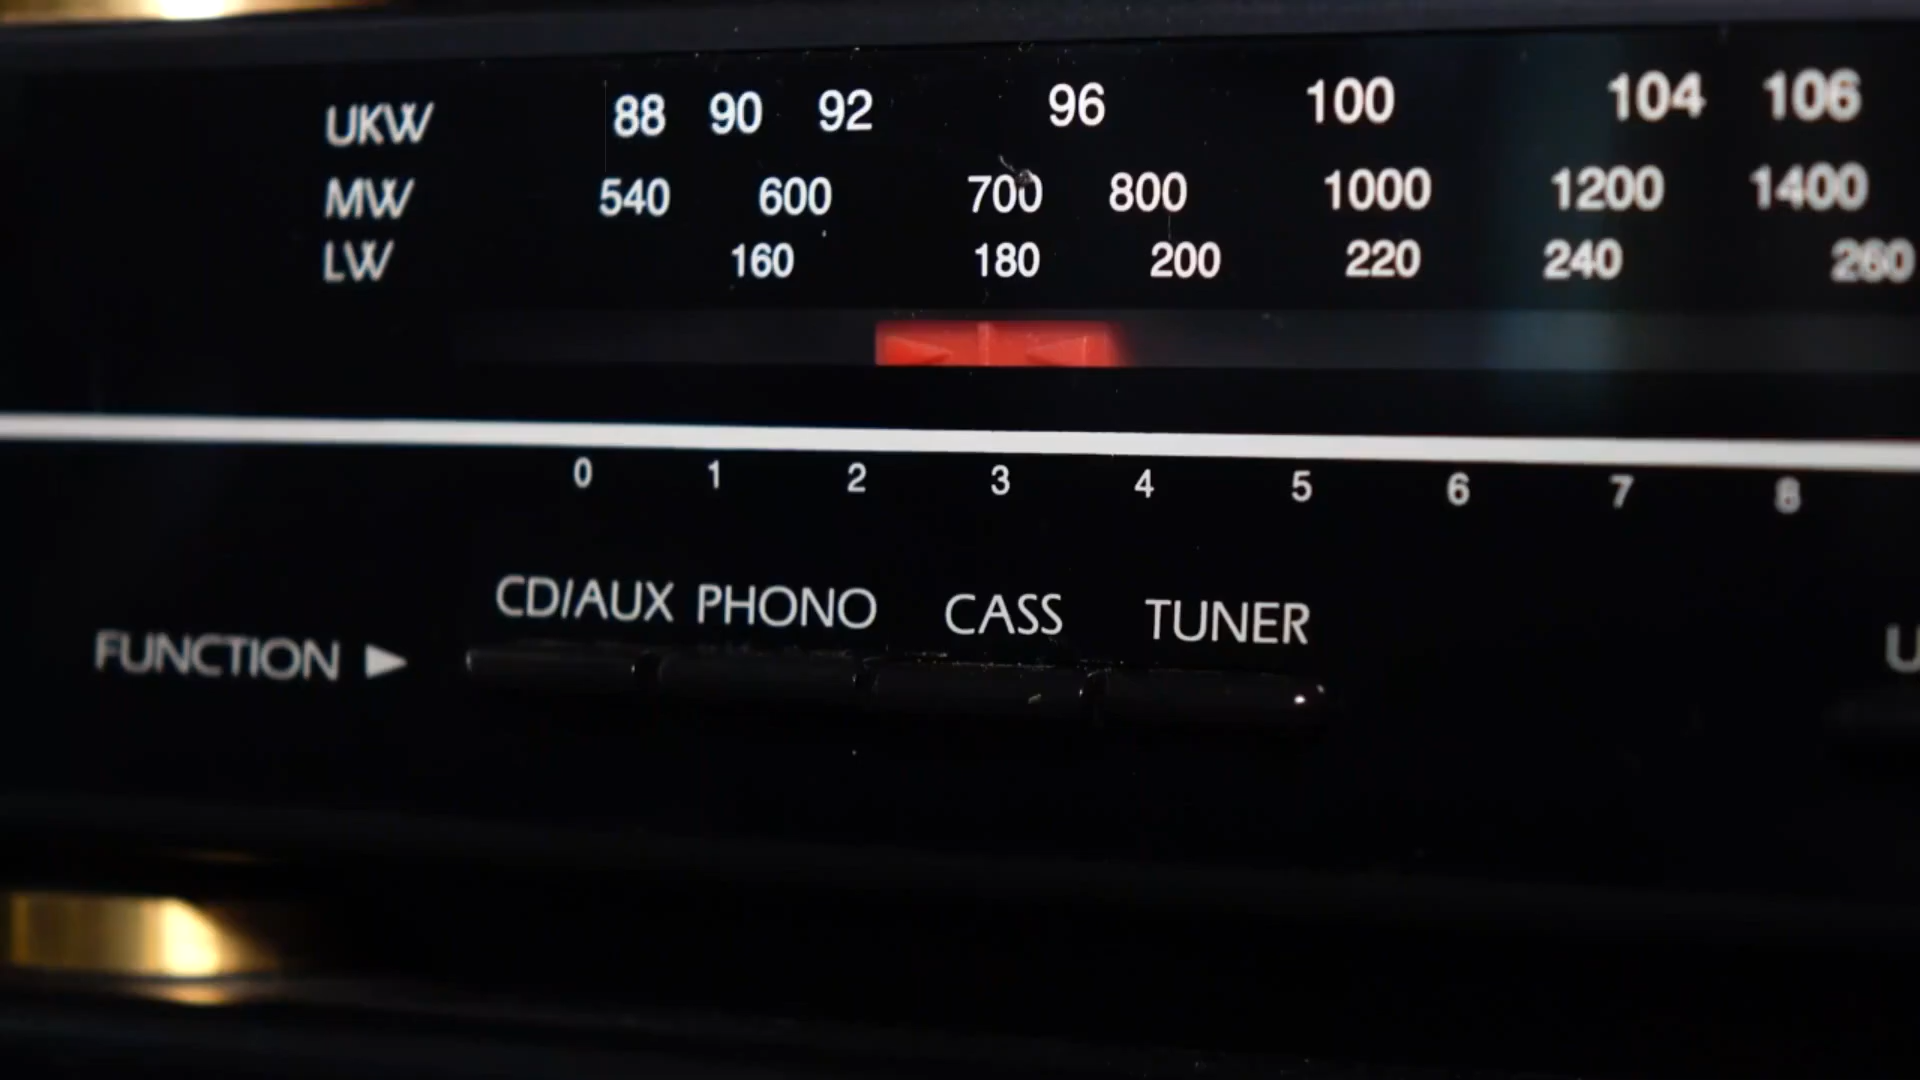 UKW 88 90 92 96 100 104 106
MW 540 600 700 800 1000 1200 1400
LW 160 180 200 220 240 260
0 1 2 3 4 5 6 7 8
CD/AUX PHONO CASS TUNER
FUNCTION ►